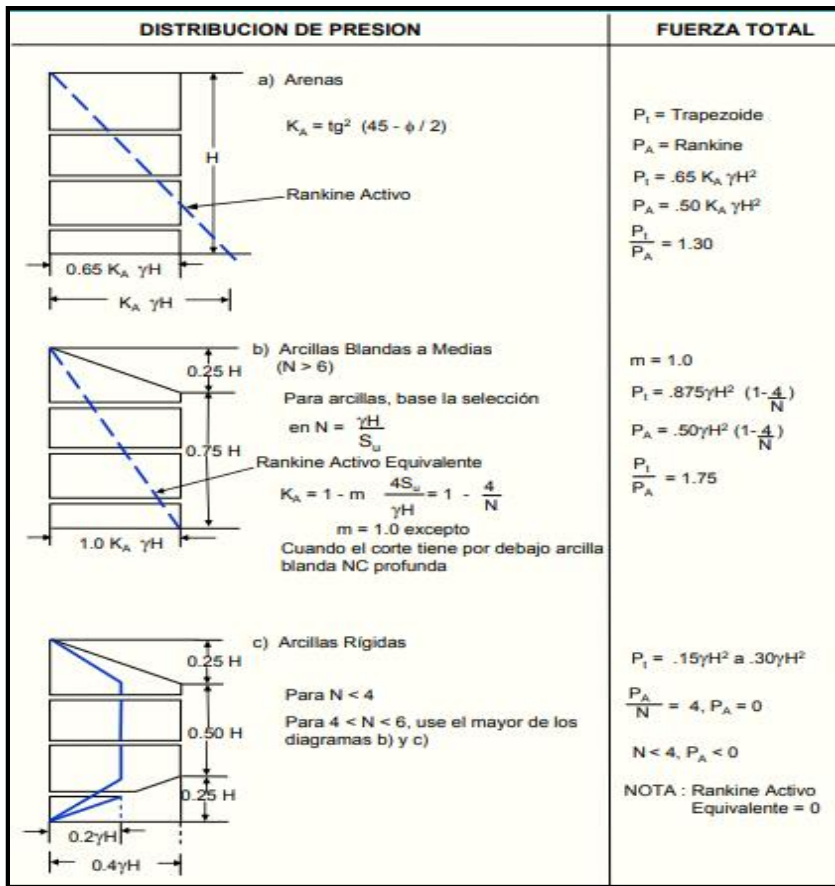 DISTRIBUCION DE PRESION
FUERZA TOTAL
a) Arenas
K_A = tg² (45 - ϕ / 2)
H
Rankine Activo
0.65 K_A γH
K_A γH
P_t = Trapezoide
P_A = Rankine
P_t = .65 K_A γH²
P_A = .50 K_A γH²
P_t / P_A = 1.30
b) Arcillas Blandas a Medias
(N > 6)
0.25 H
Para arcillas, base la selección
en N = γH / S_u
0.75 H
Rankine Activo Equivalente
K_A = 1 - m 4S_u / γH = 1 - 4 / N
m = 1.0 excepto
Cuando el corte tiene por debajo arcilla
blanda NC profunda
1.0 K_A γH
m = 1.0
P_t = .875γH² (1-4/N)
P_A = .50γH² (1-4/N)
P_t / P_A = 1.75
c) Arcillas Rígidas
0.25 H
Para N < 4
0.50 H
Para 4 < N < 6, use el mayor de los
diagramas b) y c)
0.25 H
0.2γH
0.4γH
P_t = .15γH² a .30γH²
P_A / N = 4, P_A = 0
N < 4, P_A < 0
NOTA : Rankine Activo
Equivalente = 0